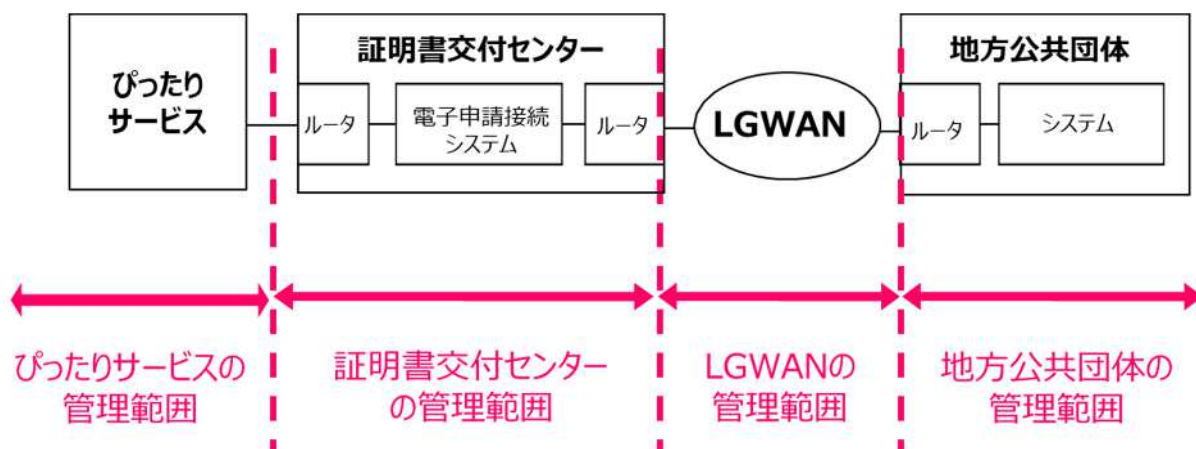 ぴったり
サービス
証明書交付センター
ルータ
電子申請接続
システム
ルータ
LGWAN
地方公共団体
ルータ
システム
ぴったりサービスの
管理範囲
証明書交付センター
の管理範囲
LGWANの
管理範囲
地方公共団体の
管理範囲